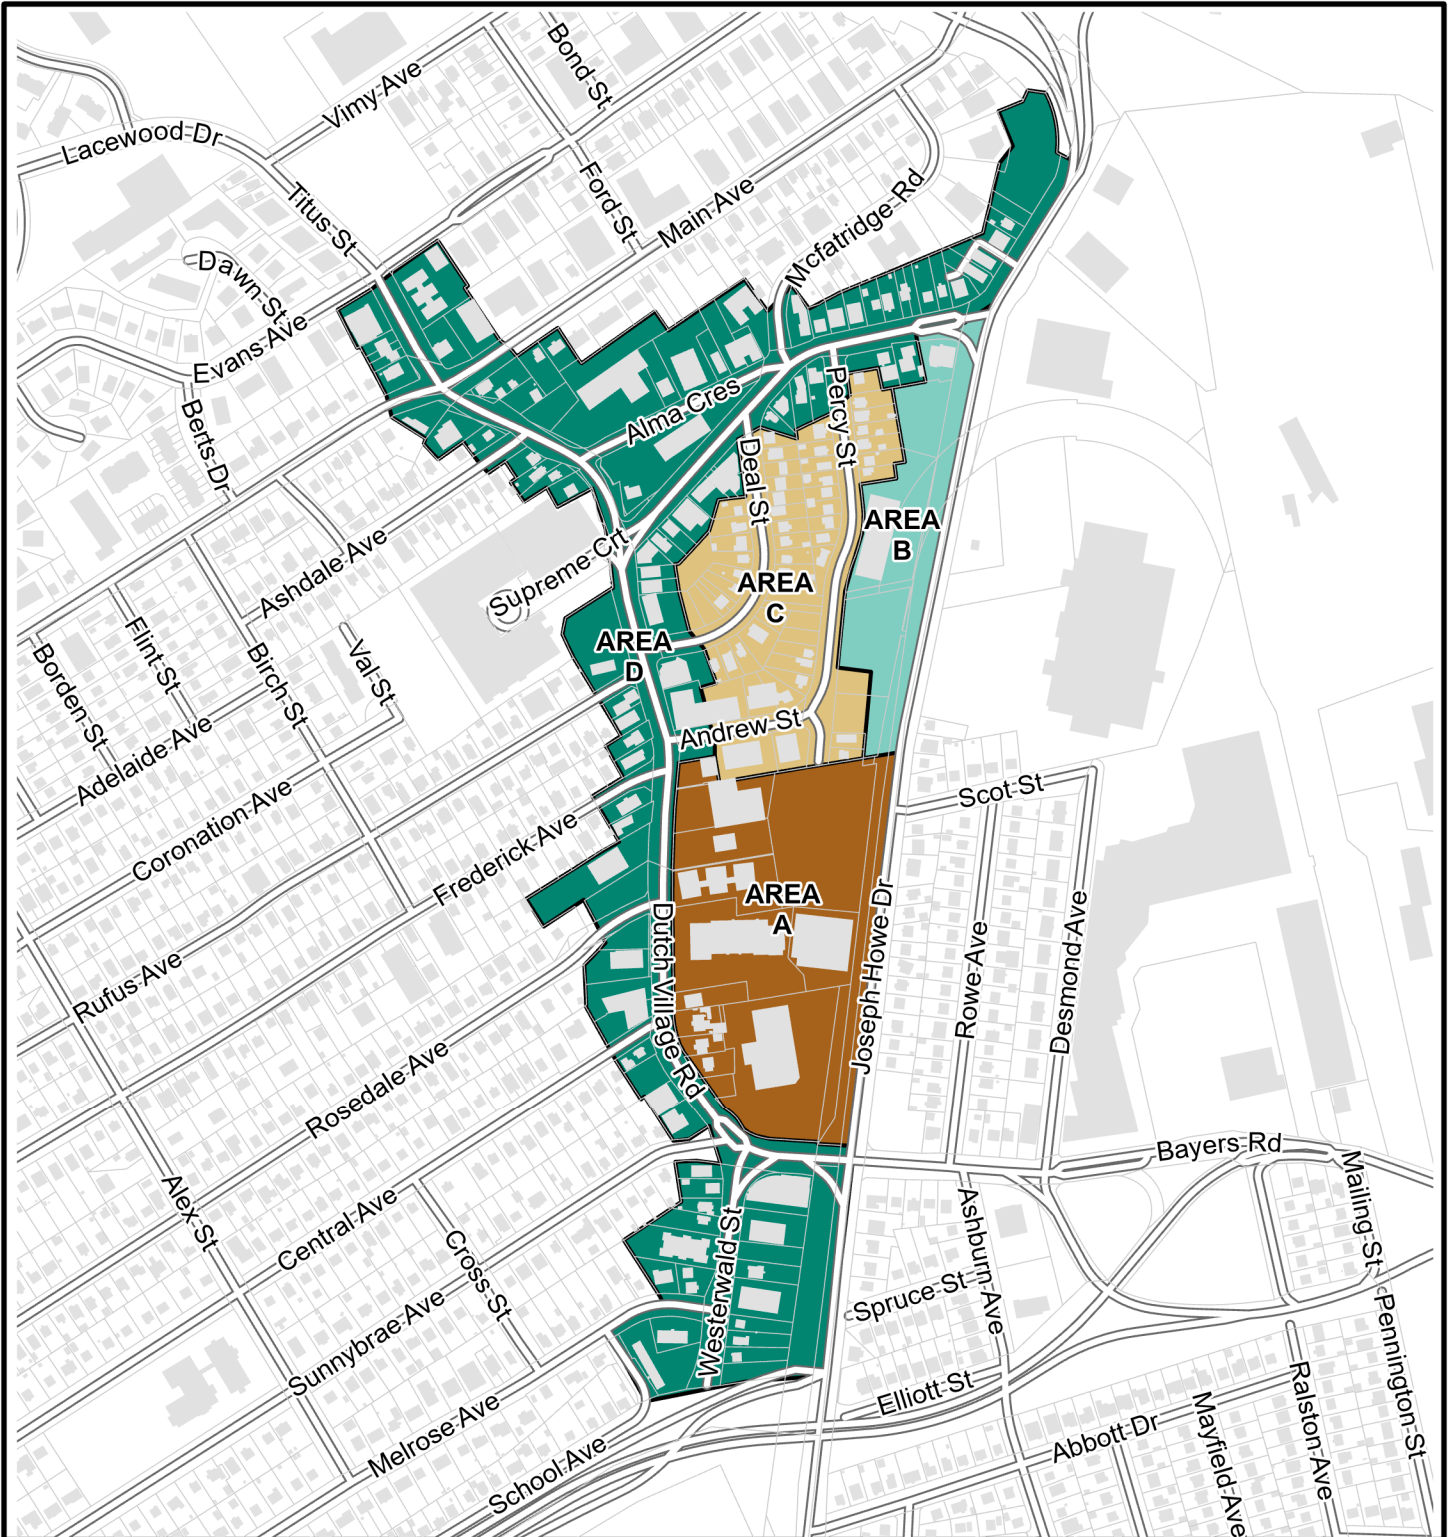 Bond St
Vimy Ave
Lacewood Dr
Ford St
Titus St
Main Ave
Mcfatridge Rd
Dawn St
Evans Ave
Berts Dr
Alma Cres
Percy St
Deal St
AREA
B
Supreme Crt
Ashdale Ave
AREA
C
Flint St
Borden St
Birch St
Val St
AREA
D
Adelaide Ave
Andrew St
Coronation Ave
Scot St
Frederick Ave
AREA
A
Dutch Village Rd
Joseph Howe Dr
Rowe Ave
Desmond Ave
Rufus Ave
Rosedale Ave
Bayers Rd
Mailing St
Alex St
Central Ave
Cross St
Westerwald St
Ashburn Ave
Spruce St
Sunnybrae Ave
Pennington St
Elliott St
Ralston Ave
Melrose Ave
Abbott Dr
Mayfield Ave
School Ave